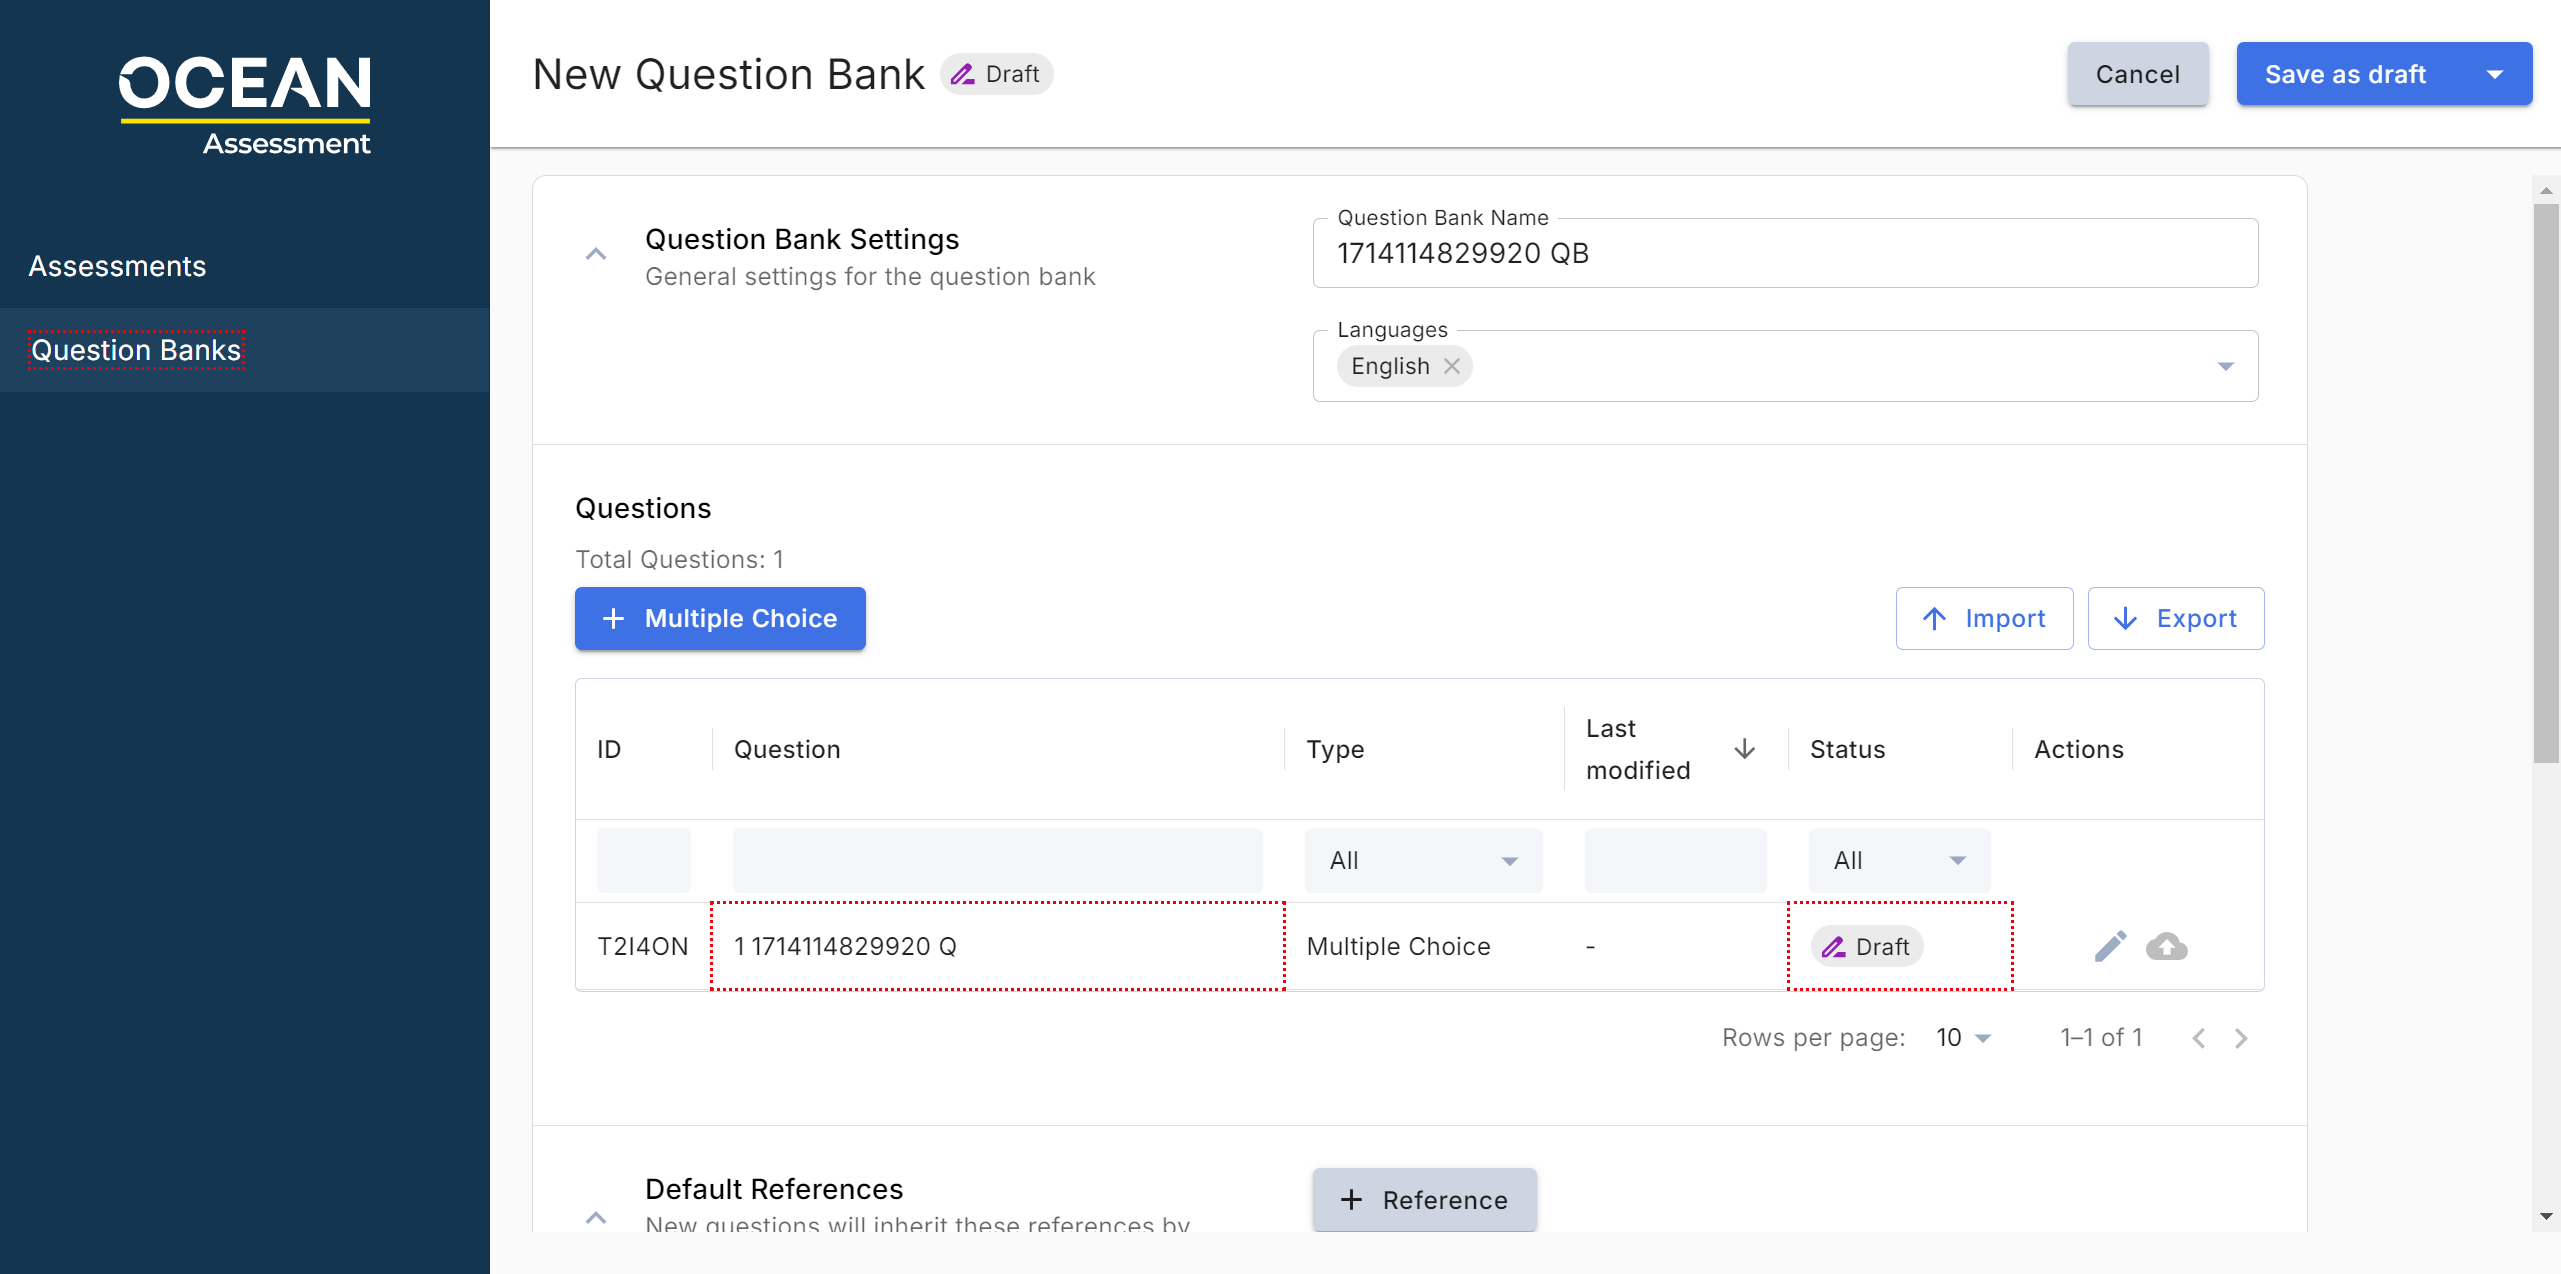 OCEAN
Assessment
Assessments
Question Banks
New Question Bank
Draft
Cancel
Save as draft
Question Bank Settings
General settings for the question bank
Question Bank Name
1714114829920 QB
Languages
English
Questions
Total Questions: 1
Multiple Choice
Import
Export
ID
Question
Type
Last
modified
Status
Actions
All
All
T2I4ON
1 1714114829920 Q
Multiple Choice
-
Draft
Rows per page:
10
1–1 of 1
Default References
New questions will inherit these references by
Reference